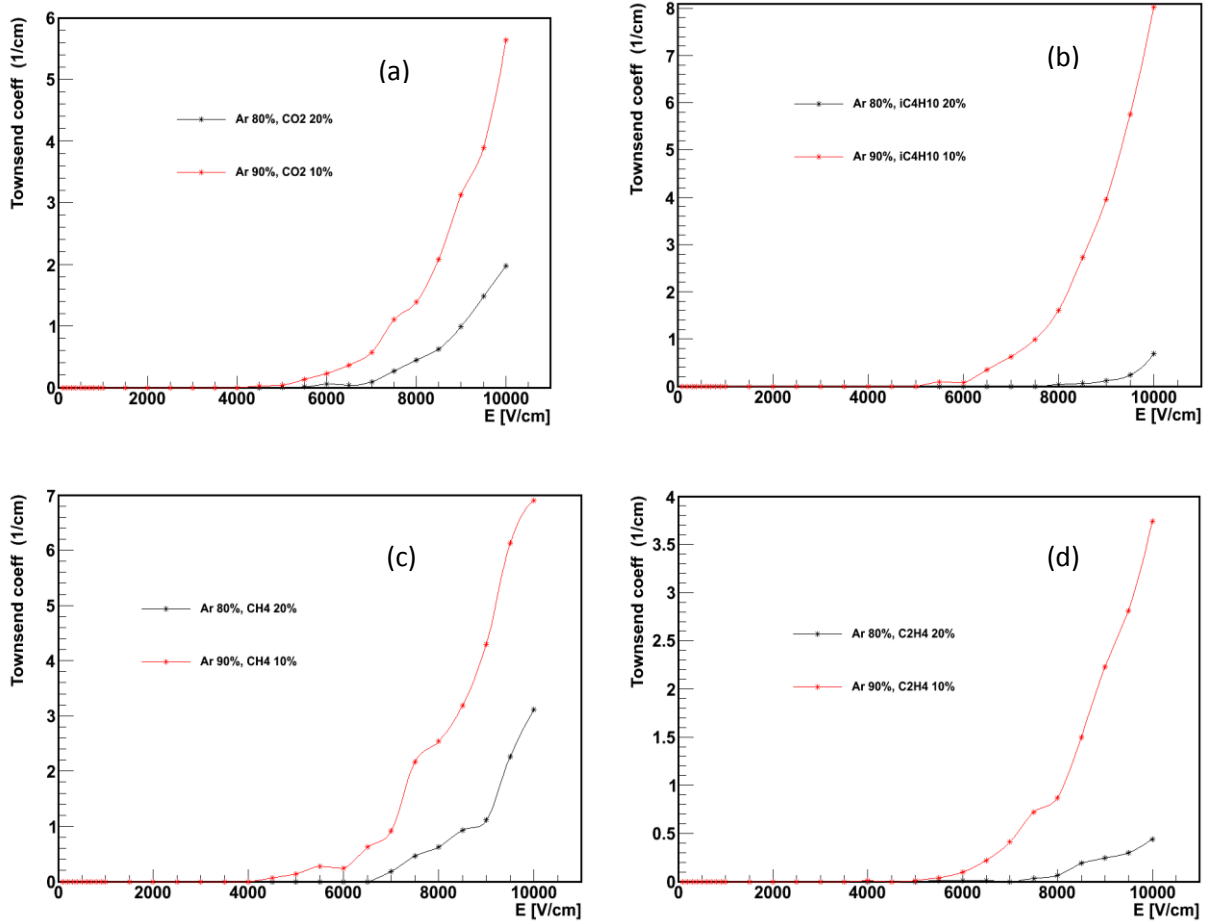 Townsend coeff (1/cm)
6
5
4
3
2
1
0
(a)
Ar 80%, CO2 20%
Ar 90%, CO2 10%
0
2000
4000
6000
8000
10000
E [V/cm]
Townsend coeff (1/cm)
8
7
6
5
4
3
2
1
0
(b)
Ar 80%, iC4H10 20%
Ar 90%, iC4H10 10%
0
2000
4000
6000
8000
10000
E [V/cm]
Townsend coeff (1/cm)
7
6
5
4
3
2
1
0
(c)
Ar 80%, CH4 20%
Ar 90%, CH4 10%
0
2000
4000
6000
8000
10000
E [V/cm]
Townsend coeff (1/cm)
4
3.5
3
2.5
2
1.5
1
0.5
0
(d)
Ar 80%, C2H4 20%
Ar 90%, C2H4 10%
0
2000
4000
6000
8000
10000
E [V/cm]